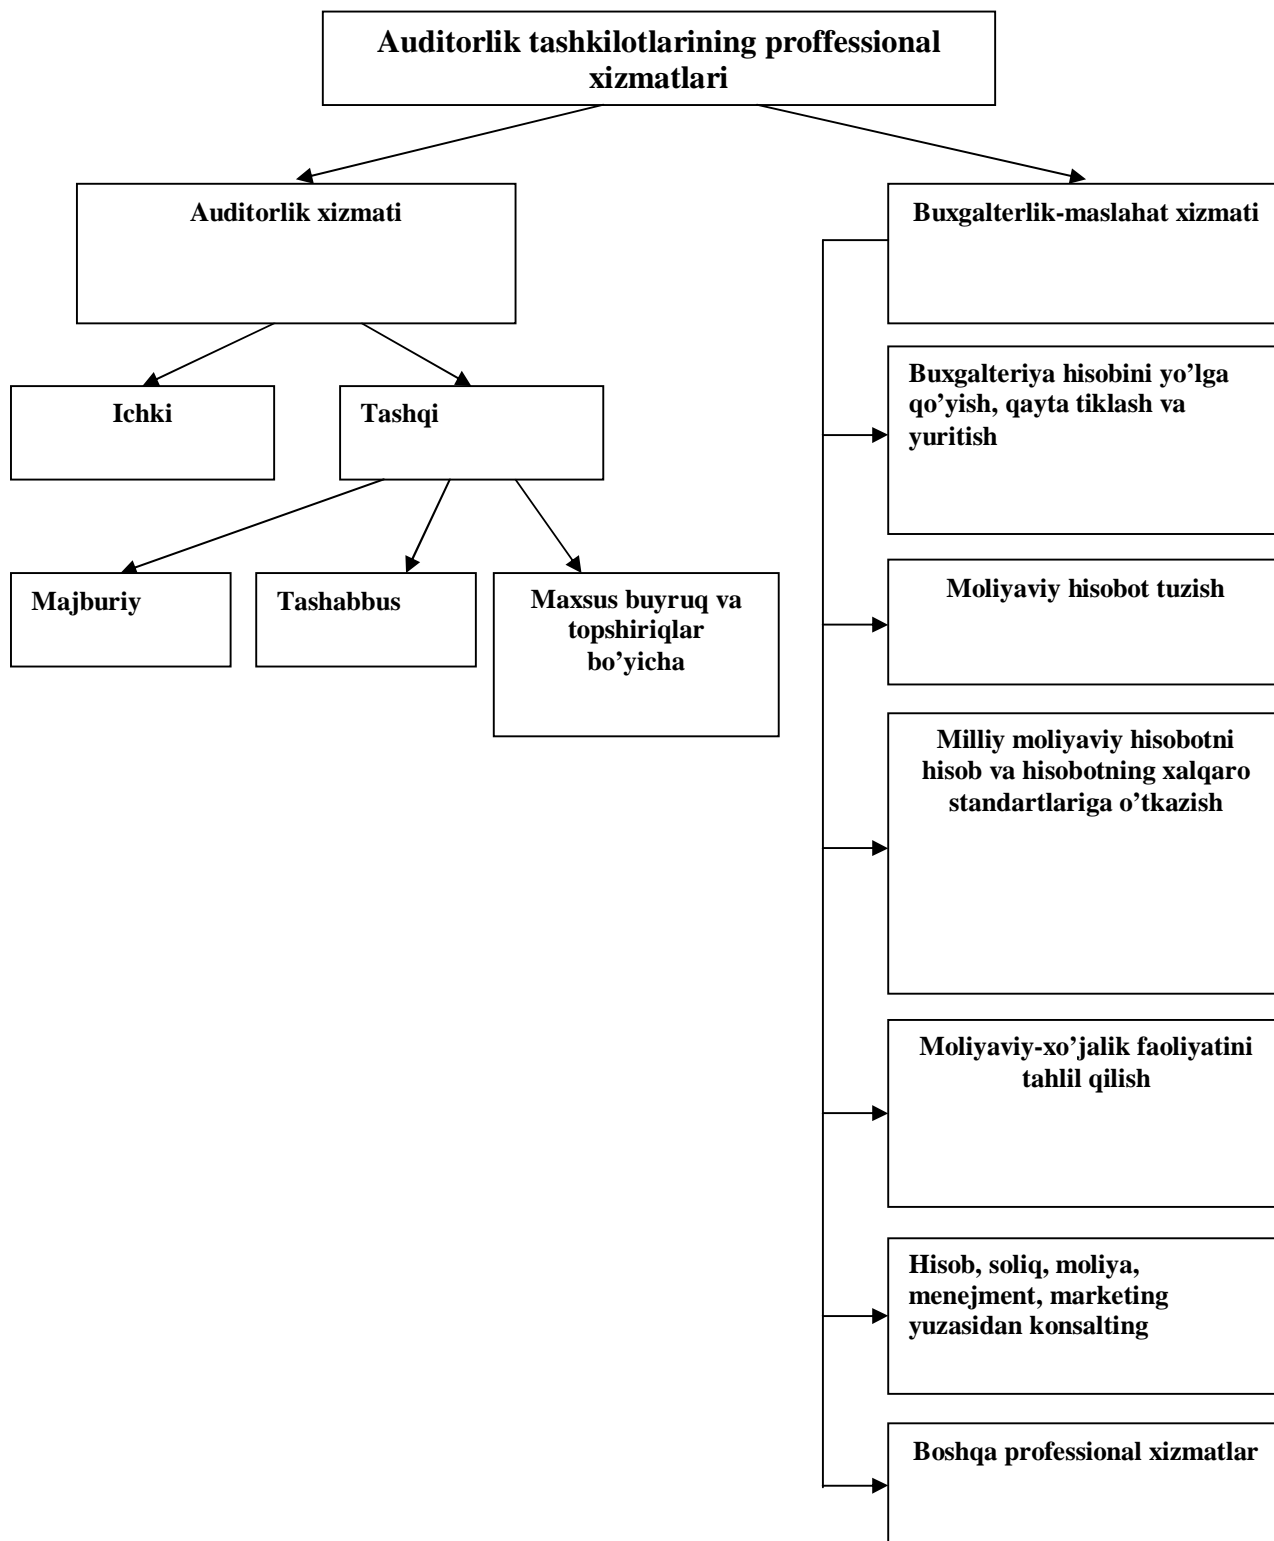 Auditorlik tashkilotlarining proffessional
xizmatlari
Auditorlik xizmati
Buxgalterlik-maslahat xizmati
Ichki
Tashqi
Majburiy
Tashabbus
Maxsus buyruq va
topshiriqlar
bo’yicha
Buxgalteriya hisobini yo’lga
qo’yish, qayta tiklash va
yuritish
Moliyaviy hisobot tuzish
Milliy moliyaviy hisobotni
hisob va hisobotning xalqaro
standartlariga o’tkazish
Moliyaviy-xo’jalik faoliyatini
tahlil qilish
Hisob, soliq, moliya,
menejment, marketing
yuzasidan konsalting
Boshqa professional xizmatlar